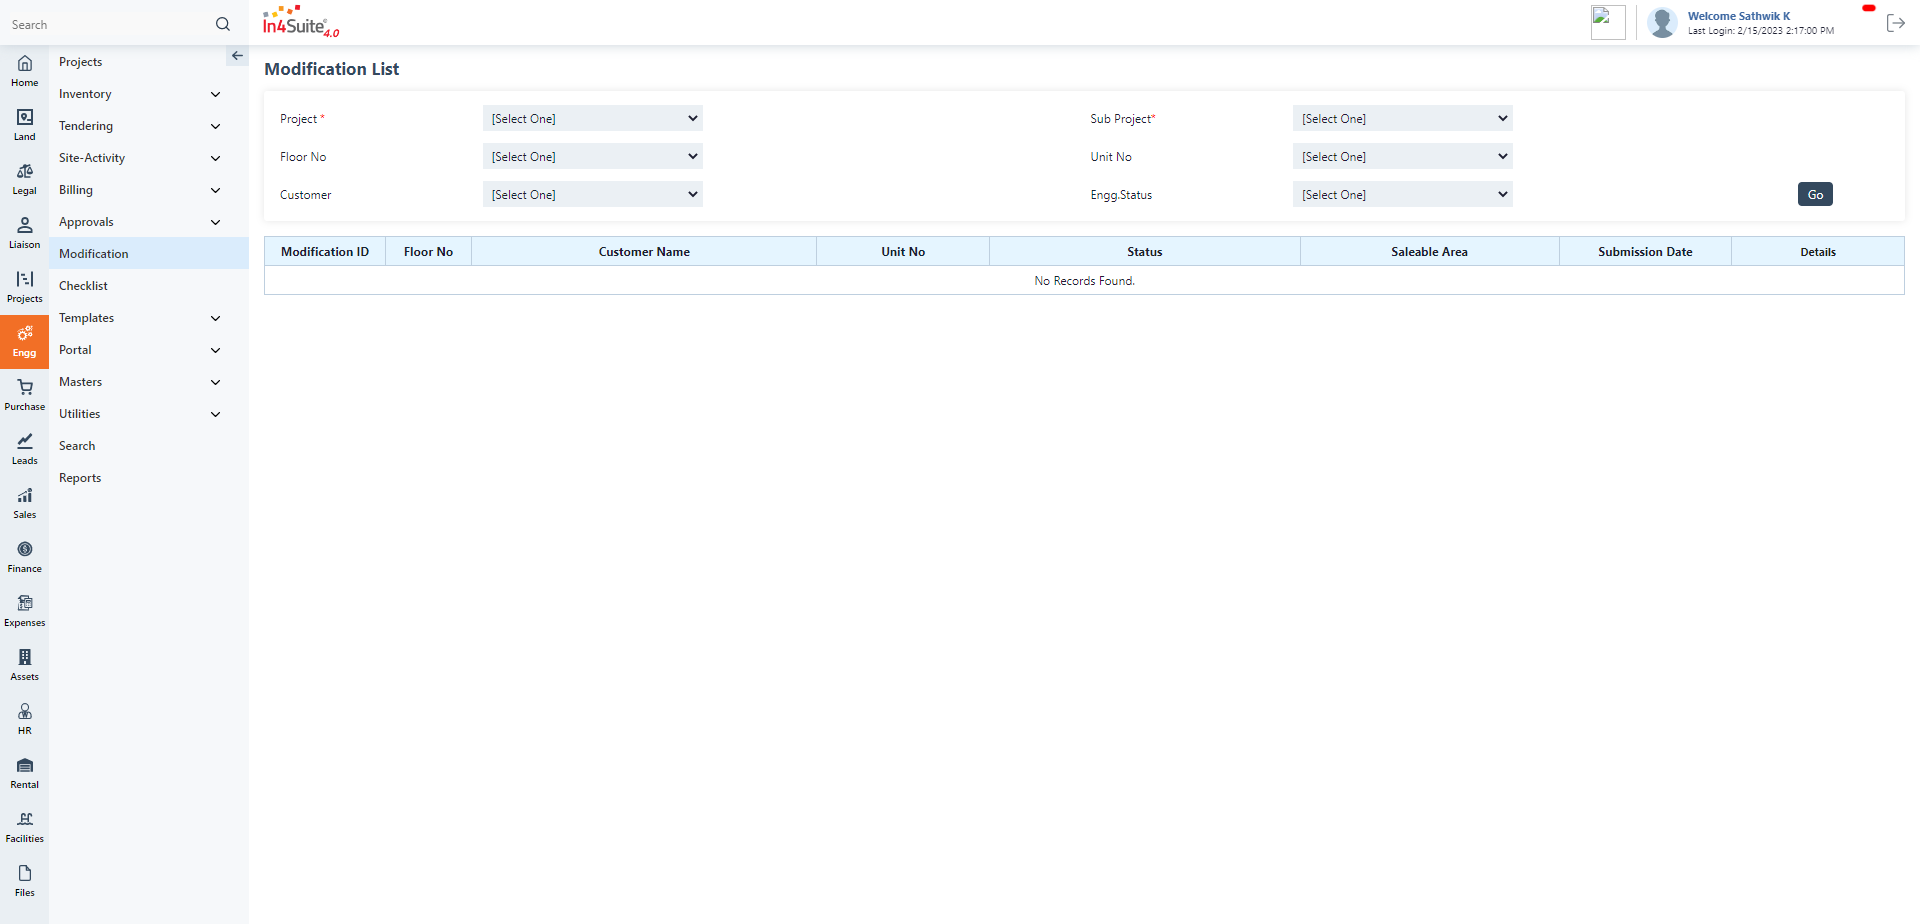 Search
In4Suite® 4.0
Welcome Sathwik K
Last Login: 2/15/2023 2:17:00 PM
Home
Land
Legal
Liaison
Projects
Engg
Purchase
Leads
Sales
Finance
Expenses
Assets
HR
Rental
Facilities
Files
Projects
Inventory
Tendering
Site-Activity
Billing
Approvals
Modification
Checklist
Templates
Portal
Masters
Utilities
Search
Reports
Modification List
Project * [Select One] Sub Project* [Select One]
Floor No [Select One] Unit No [Select One]
Customer [Select One] Engg.Status [Select One] Go
Modification ID Floor No Customer Name Unit No Status Saleable Area Submission Date Details
No Records Found.